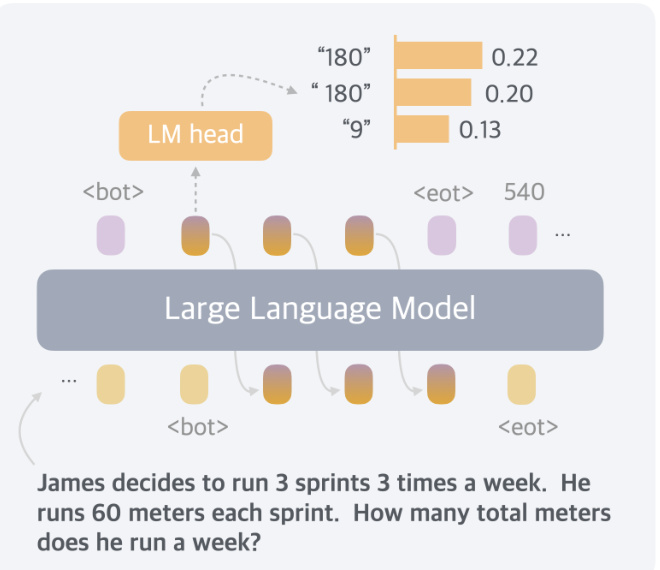 “180” 0.22
“ 180” 0.20
“9” 0.13
LM head
<bot> <eot> 540
...
Large Language Model
...
<bot> <eot>
James decides to run 3 sprints 3 times a week. He
runs 60 meters each sprint. How many total meters
does he run a week?